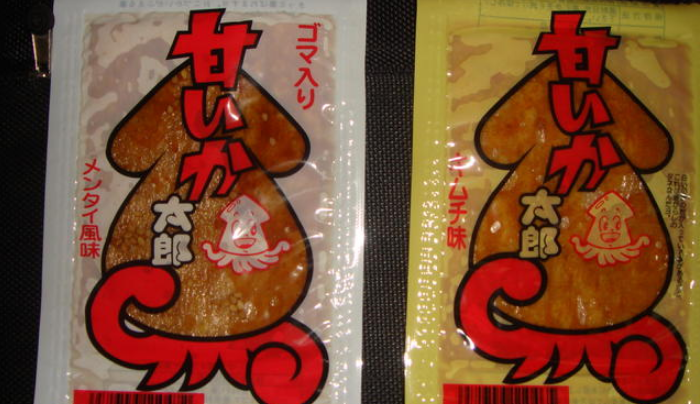 ゴマ入り
甘いか
太郎
メンタイ風味
甘いか
太郎
キムチ味